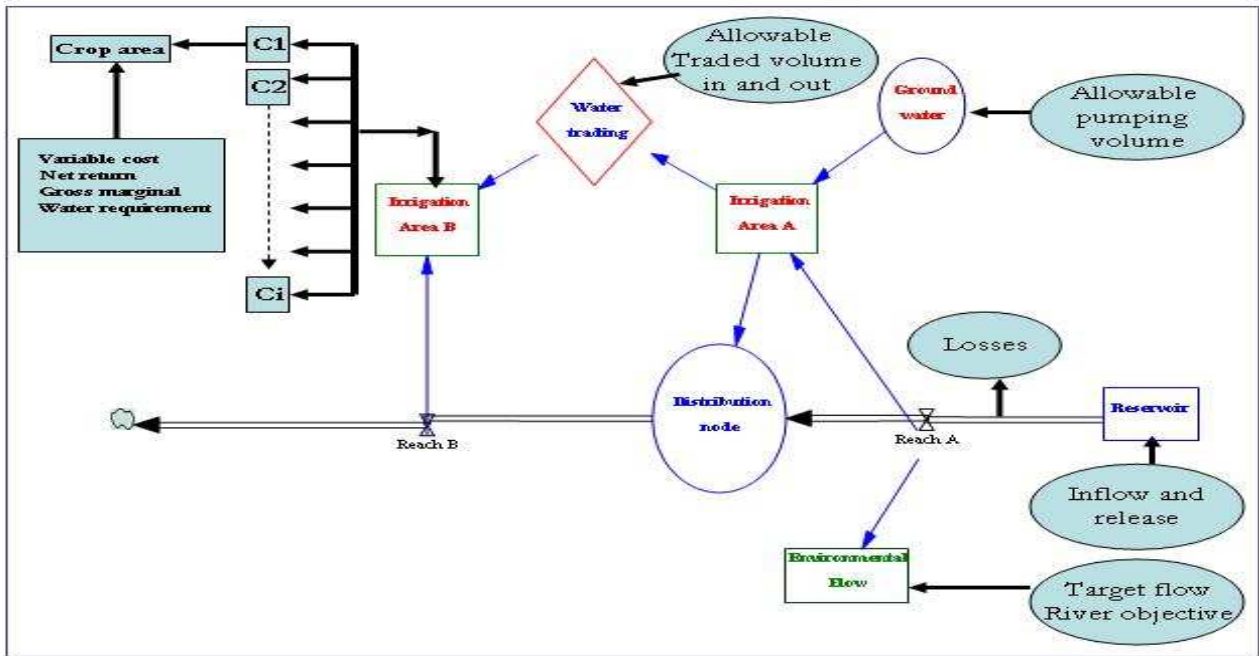 Crop area
C1
C2
Ci
Variable cost
Net return
Gross marginal
Water requirement
Water
trading
Allowable
Traded volume
in and out
Ground
water
Allowable
pumping
volume
Irrigation
Area B
Irrigation
Area A
Losses
Distribution
node
Reservoir
Reach B
Reach A
Inflow and
release
Environmental
Flow
Target flow
River objective